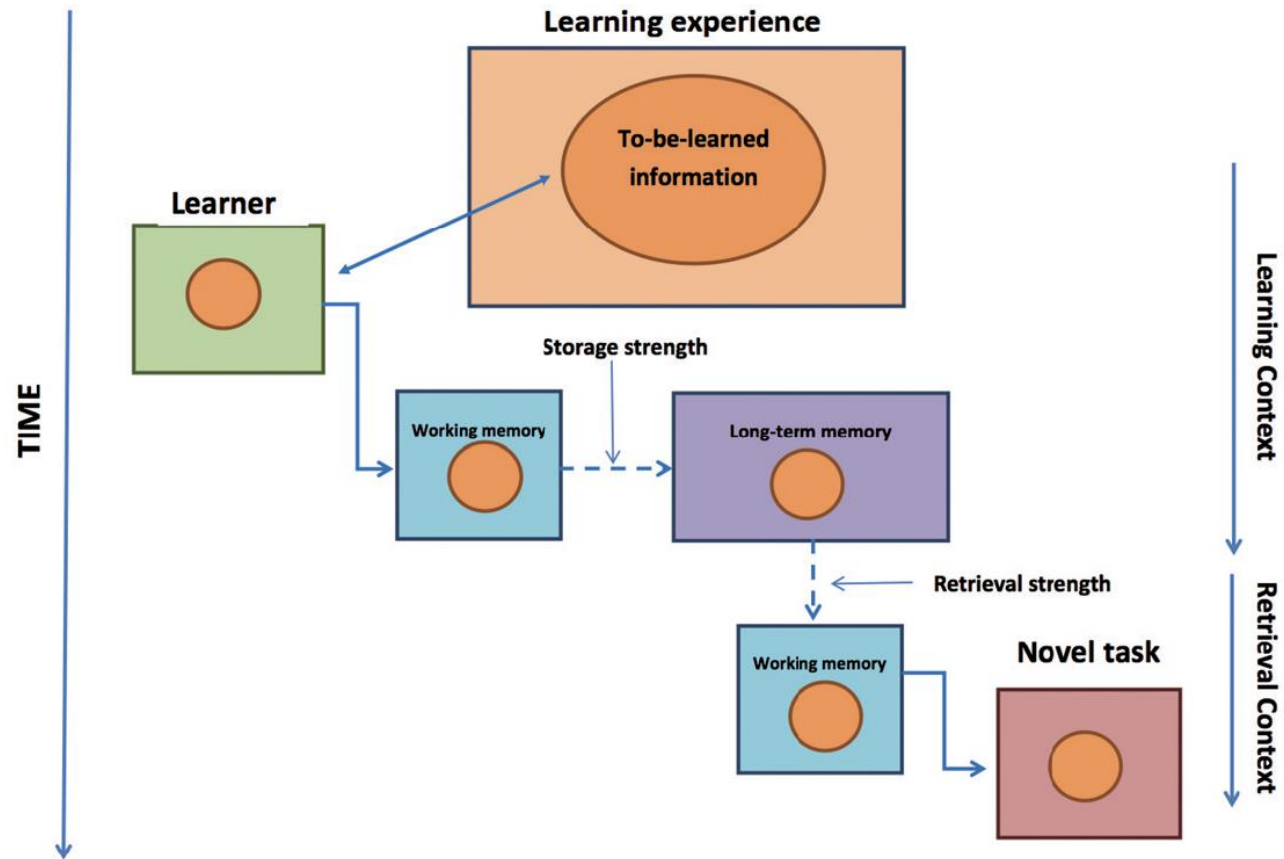 Learning experience
To-be-learned
information
Learner
Storage strength
Working memory
Long-term memory
Retrieval strength
Working memory
Novel task
TIME
Learning Context
Retrieval Context